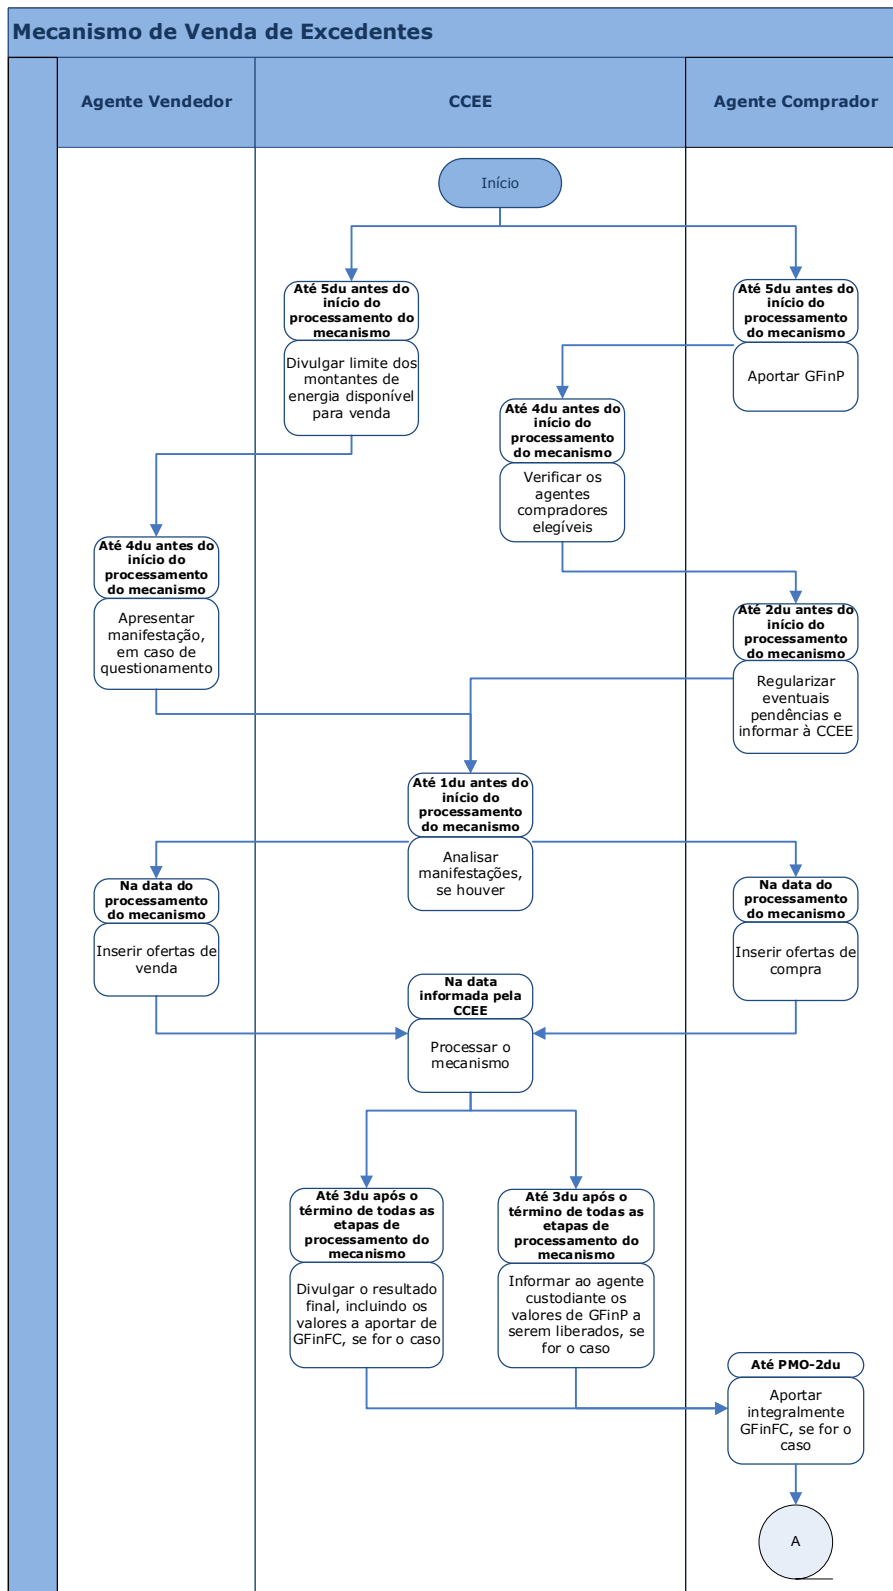 Mecanismo de Venda de Excedentes
Agente Vendedor
CCEE
Agente Comprador
Início
Até 5du antes do
início do
processamento do
mecanismo
Divulgar limite dos
montantes de
energia disponível
para venda
Até 5du antes do
início do
processamento
do mecanismo
Aportar GFinP
Até 4du antes do
início do
processamento
do mecanismo
Verificar os
agentes
compradores
elegíveis
Até 4du antes do
início do
processamento
do mecanismo
Apresentar
manifestação,
em caso de
questionamento
Até 2du antes do
início do
processamento
do mecanismo
Regularizar
eventuais
pendências e
informar à CCEE
Até 1du antes do
início do
processamento
do mecanismo
Analisar
manifestações,
se houver
Na data do
processamento
do mecanismo
Inserir ofertas de
venda
Na data do
processamento
do mecanismo
Inserir ofertas de
compra
Na data
informada pela
CCEE
Processar o
mecanismo
Até 3du após o
término de todas as
etapas de
processamento do
mecanismo
Divulgar o resultado
final, incluindo os
valores a aportar de
GFinFC, se for o caso
Até 3du após o
término de todas as
etapas de
processamento do
mecanismo
Informar ao agente
custodiante os
valores de GFinP a
serem liberados, se
for o caso
Até PMO-2du
Aportar
integralmente
GFinFC, se for o
caso
A